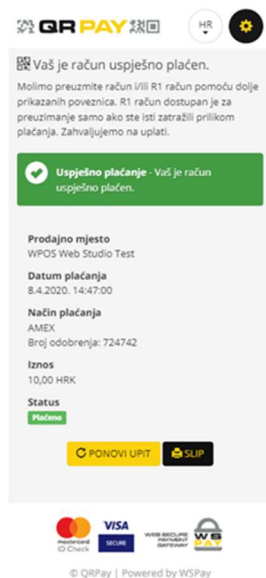 QR PAY
HR
Vaš je račun uspješno plaćen.
Molimo preuzmite račun i/ili R1 račun pomoću dolje
prikazanih poveznica. R1 račun dostupan je za
preuzimanje samo ako ste isti zatražili prilikom
plaćanja. Zahvaljujemo na uplati.
Uspješno plaćanje - Vaš je račun
uspješno plaćen.
Prodajno mjesto
WPOS Web Studio Test
Datum plaćanja
8.4.2020. 14:47:00
Način plaćanja
AMEX
Broj odobrenja: 724742
Iznos
10,00 HRK
Status
Plaćeno
PONOVI UPIT
SLIP
mastercard
ID Check
VISA
SECURE
WEB SECURE
PAYMENT
GATEWAY
WS
PAY
© QRPay | Powered by WSPay